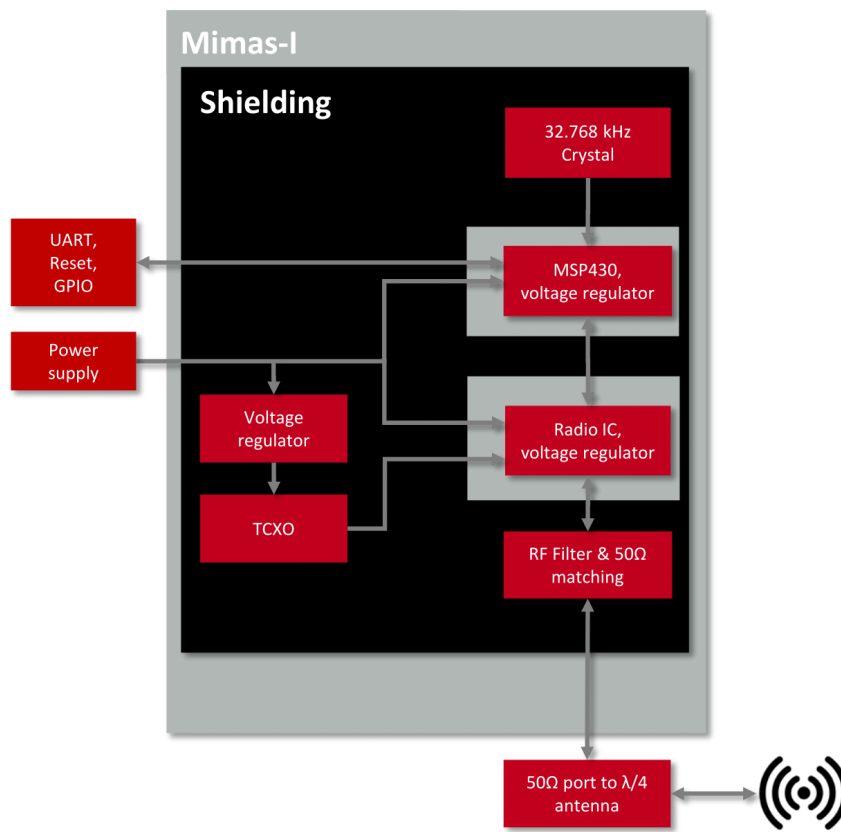 Mimas-I
Shielding
32.768 kHz
Crystal
UART,
Reset,
GPIO
MSP430,
voltage regulator
Power
supply
Voltage
regulator
Radio IC,
voltage regulator
TCXO
RF Filter & 50Ω
matching
50Ω port to λ/4
antenna